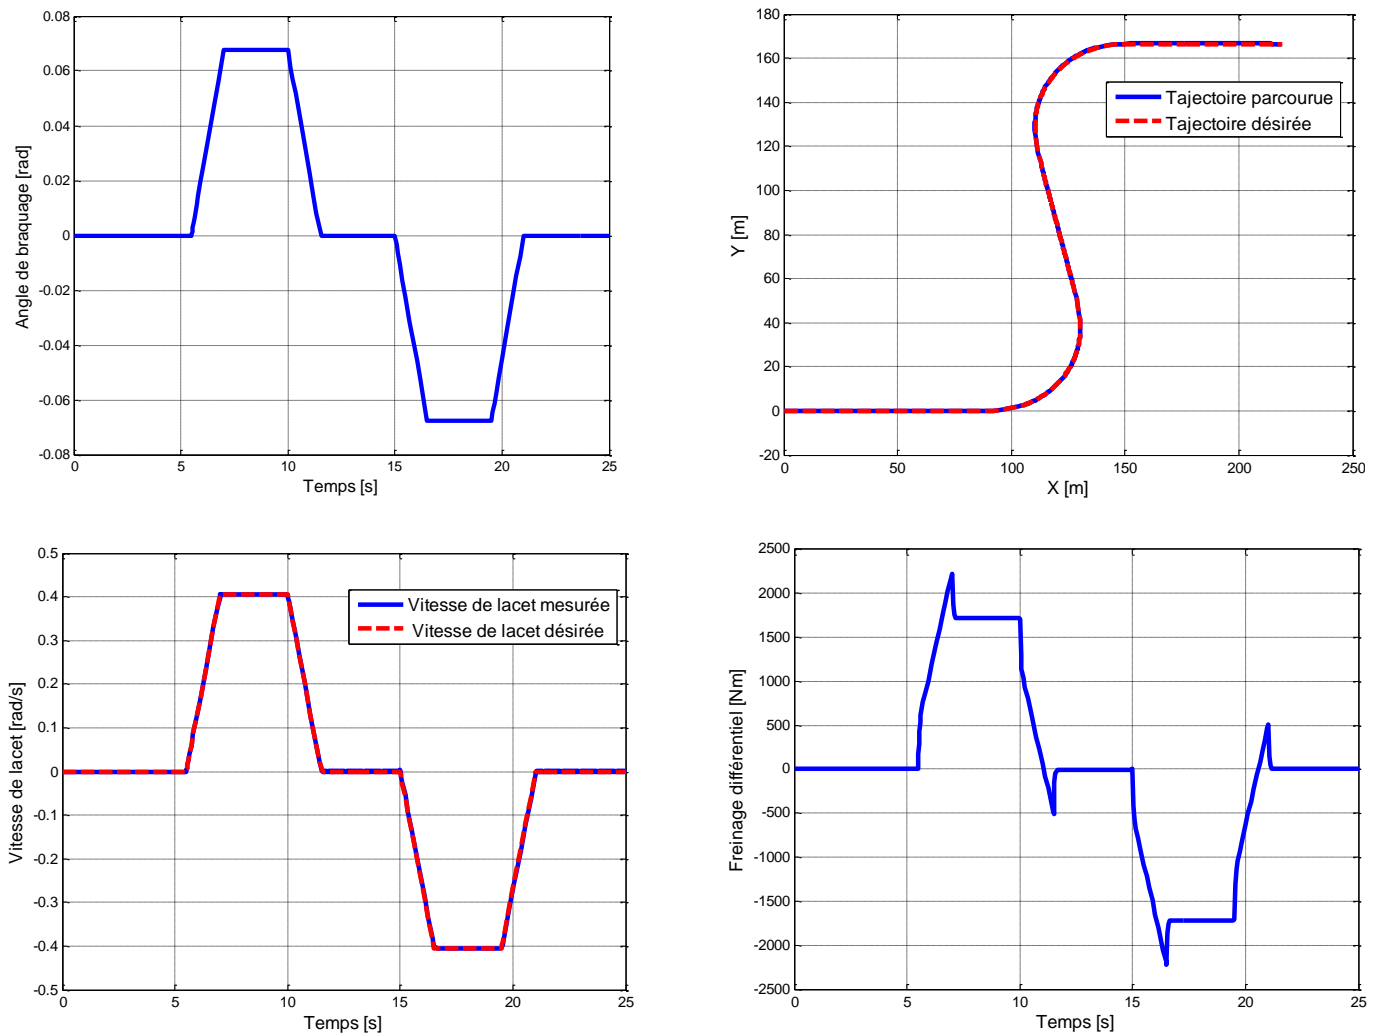 0.08
0.06
0.04
0.02
0
-0.02
-0.04
-0.06
-0.08
0 5 10 15 20 25
Angle de braquage [rad]
Temps [s]
180
160
140
120
100
80
60
40
20
0
-20
0 50 100 150 200 250
Y [m]
X [m]
Tajectoire parcourue
Tajectoire désirée
0.5
0.4
0.3
0.2
0.1
0
-0.1
-0.2
-0.3
-0.4
-0.5
0 5 10 15 20 25
Vitesse de lacet [rad/s]
Temps [s]
Vitesse de lacet mesurée
Vitesse de lacet désirée
2500
2000
1500
1000
500
0
-500
-1000
-1500
-2000
-2500
0 5 10 15 20 25
Freinage différentiel [Nm]
Temps [s]